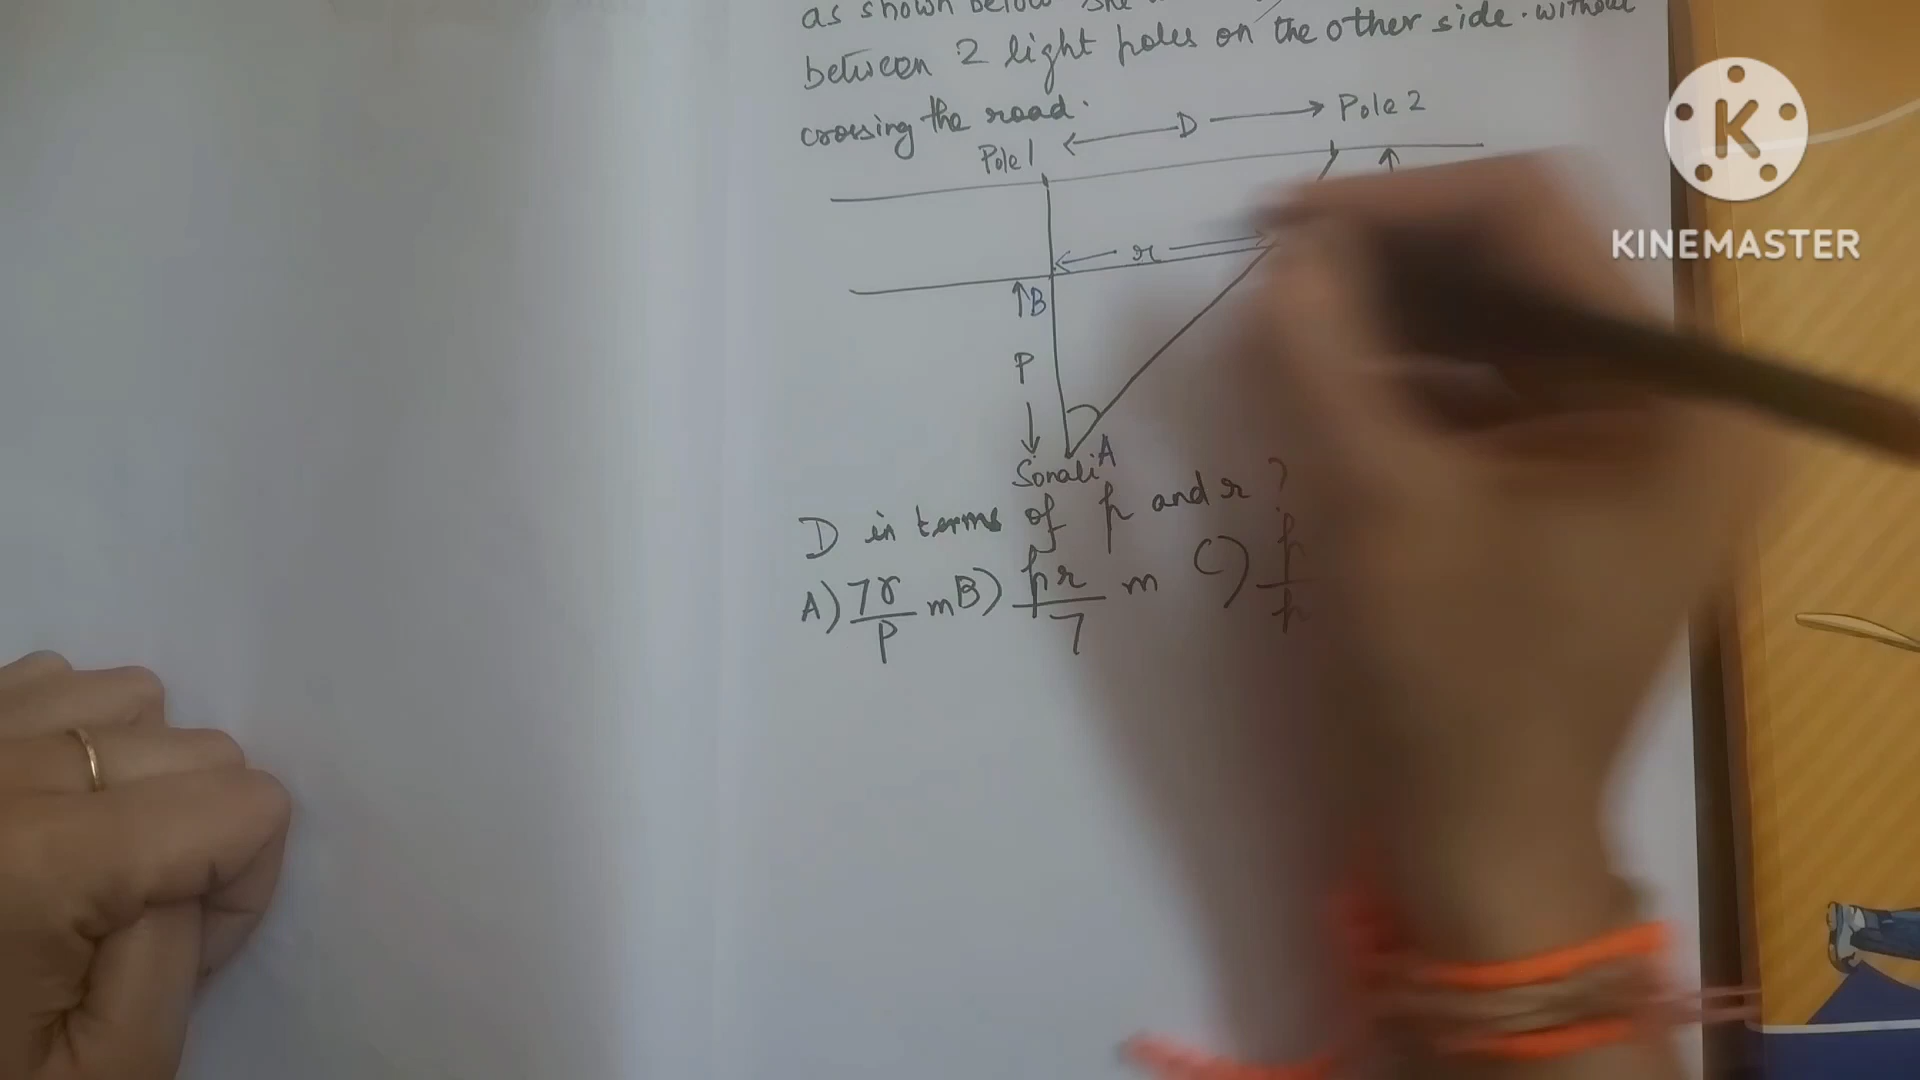 as shown below She
between 2 light poles on the other side. without
crossing the road.
Pole 1
D
Pole 2
r
B
P
A
Sonali
D in terms of p and r ?
A) 7r/P m B) pr/7 m C) p
K
KINEMASTER